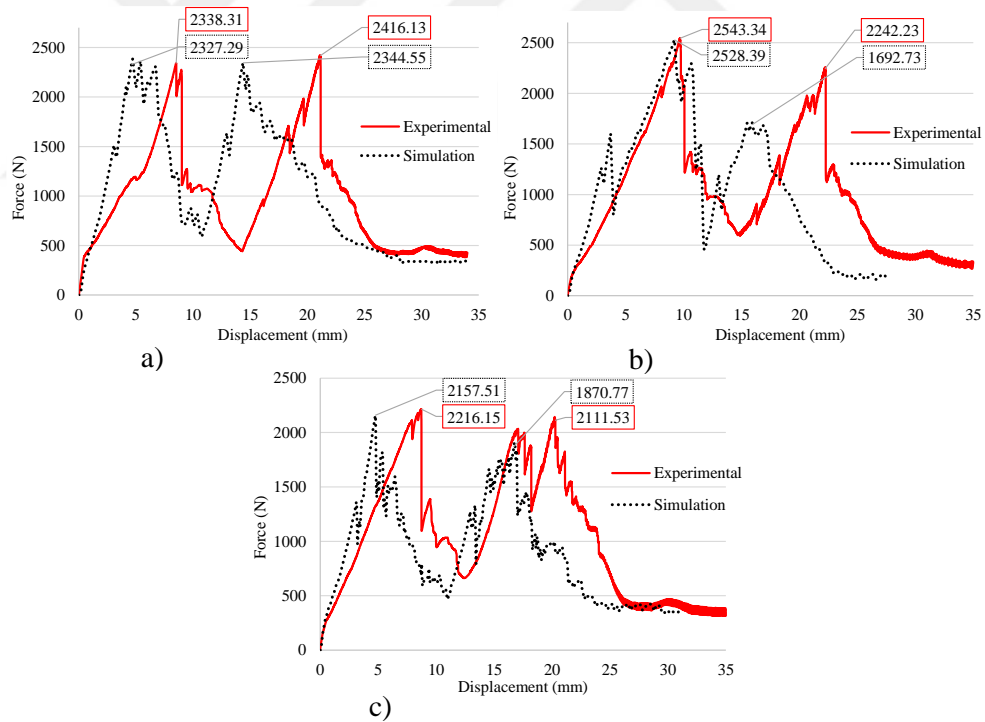 2338.31
2327.29
2416.13
2344.55
Experimental
Simulation
Force (N)
2500
2000
1500
1000
500
0
0 5 10 15 20 25 30 35
Displacement (mm)
a)
2543.34
2528.39
2242.23
1692.73
Experimental
Simulation
Force (N)
2500
2000
1500
1000
500
0
0 5 10 15 20 25 30 35
Displacement (mm)
b)
2157.51
2216.15
1870.77
2111.53
Experimental
Simulation
Force (N)
2500
2000
1500
1000
500
0
0 5 10 15 20 25 30 35
Displacement (mm)
c)